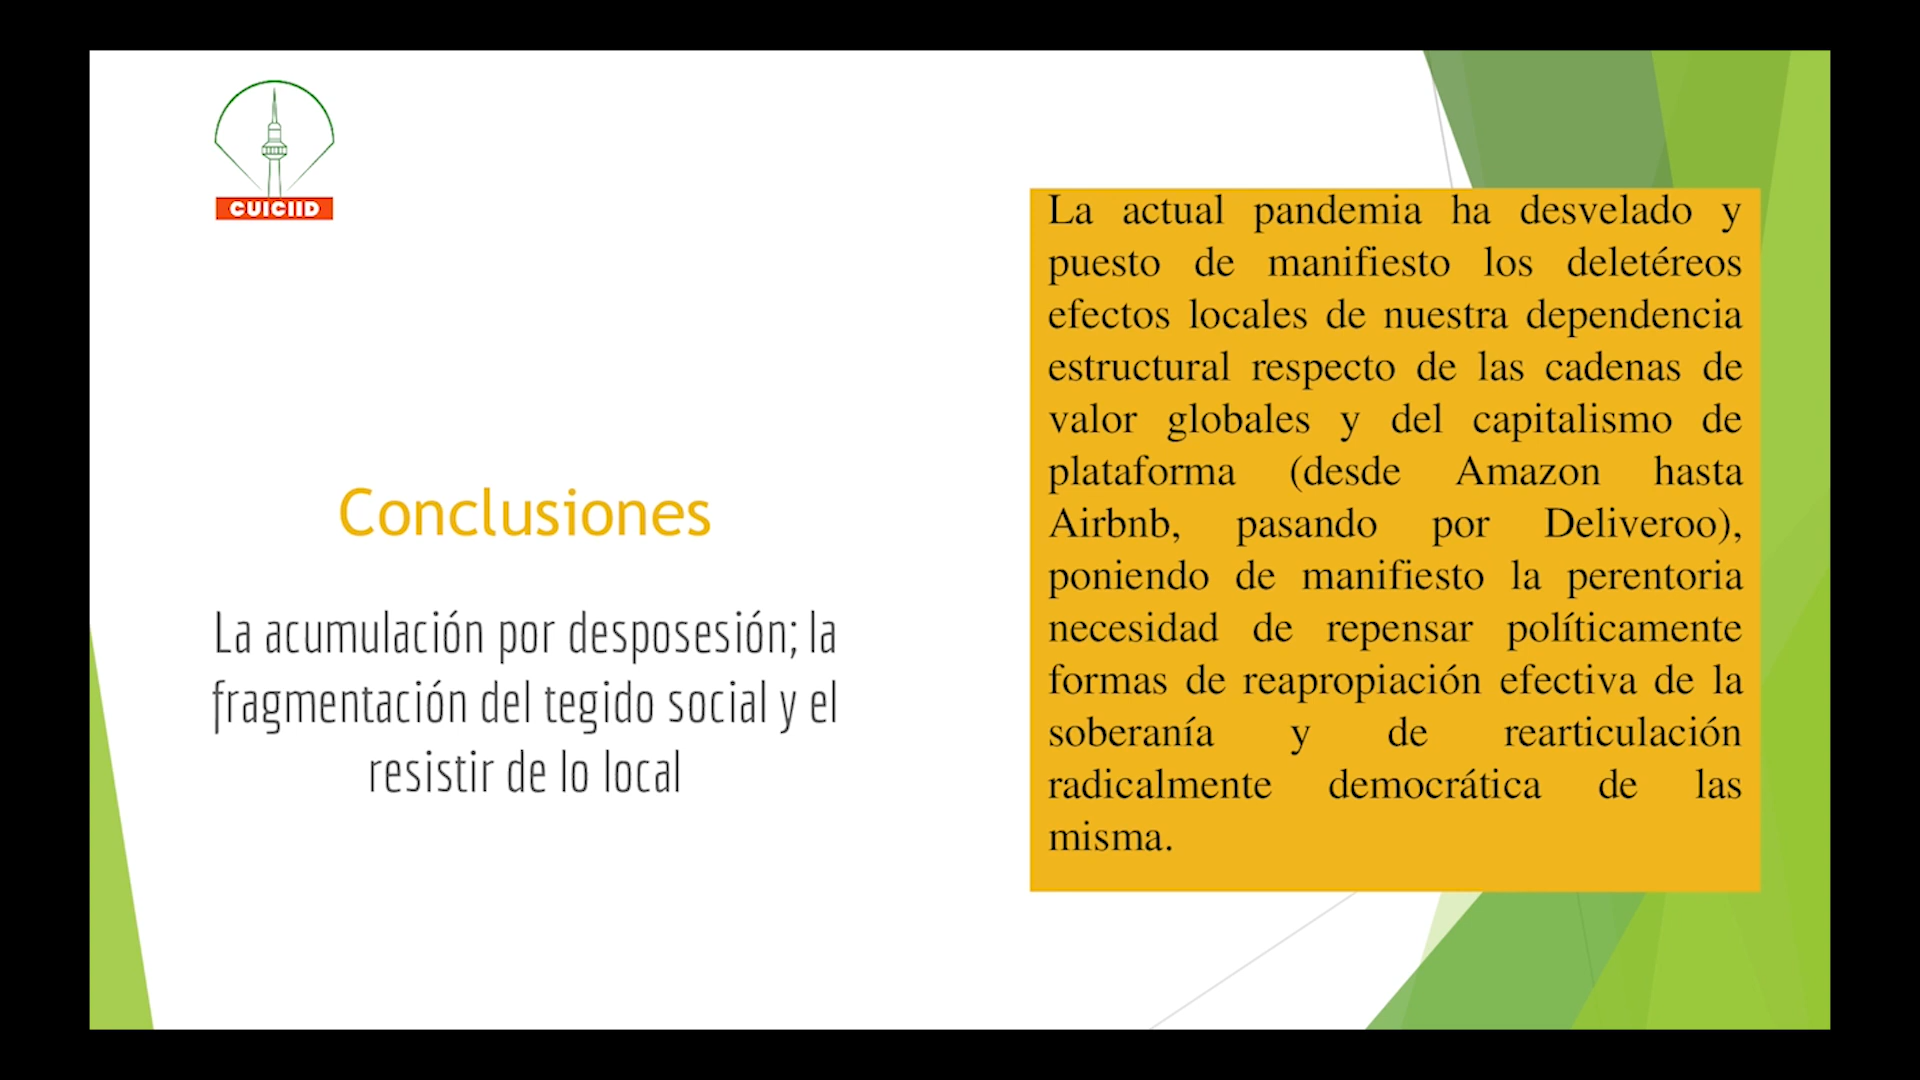 CUICIID
Conclusiones
La acumulación por desposesión; la
fragmentación del tegido social y el
resistir de lo local
La actual pandemia ha desvelado y
puesto de manifiesto los deletéreos
efectos locales de nuestra dependencia
estructural respecto de las cadenas de
valor globales y del capitalismo de
plataforma (desde Amazon hasta
Airbnb, pasando por Deliveroo),
poniendo de manifiesto la perentoria
necesidad de repensar políticamente
formas de reapropiación efectiva de la
soberanía y de rearticulación
radicalmente democrática de las
misma.